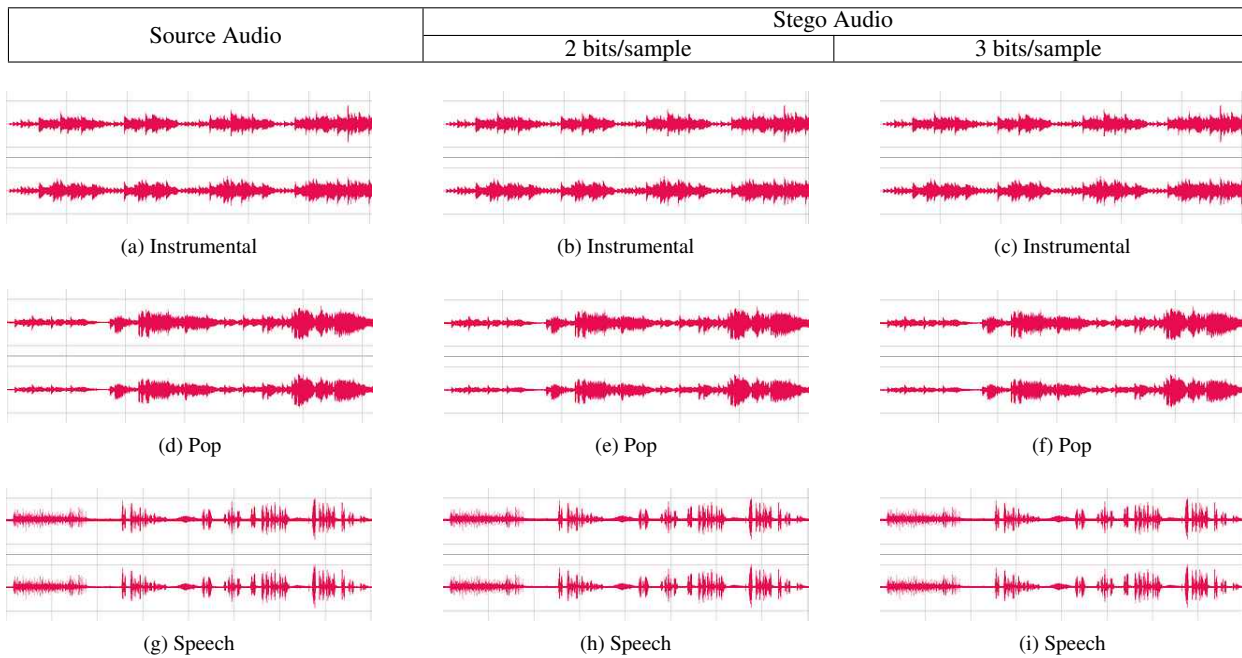 Source Audio
Stego Audio
2 bits/sample
3 bits/sample
(a) Instrumental
(b) Instrumental
(c) Instrumental
(d) Pop
(e) Pop
(f) Pop
(g) Speech
(h) Speech
(i) Speech